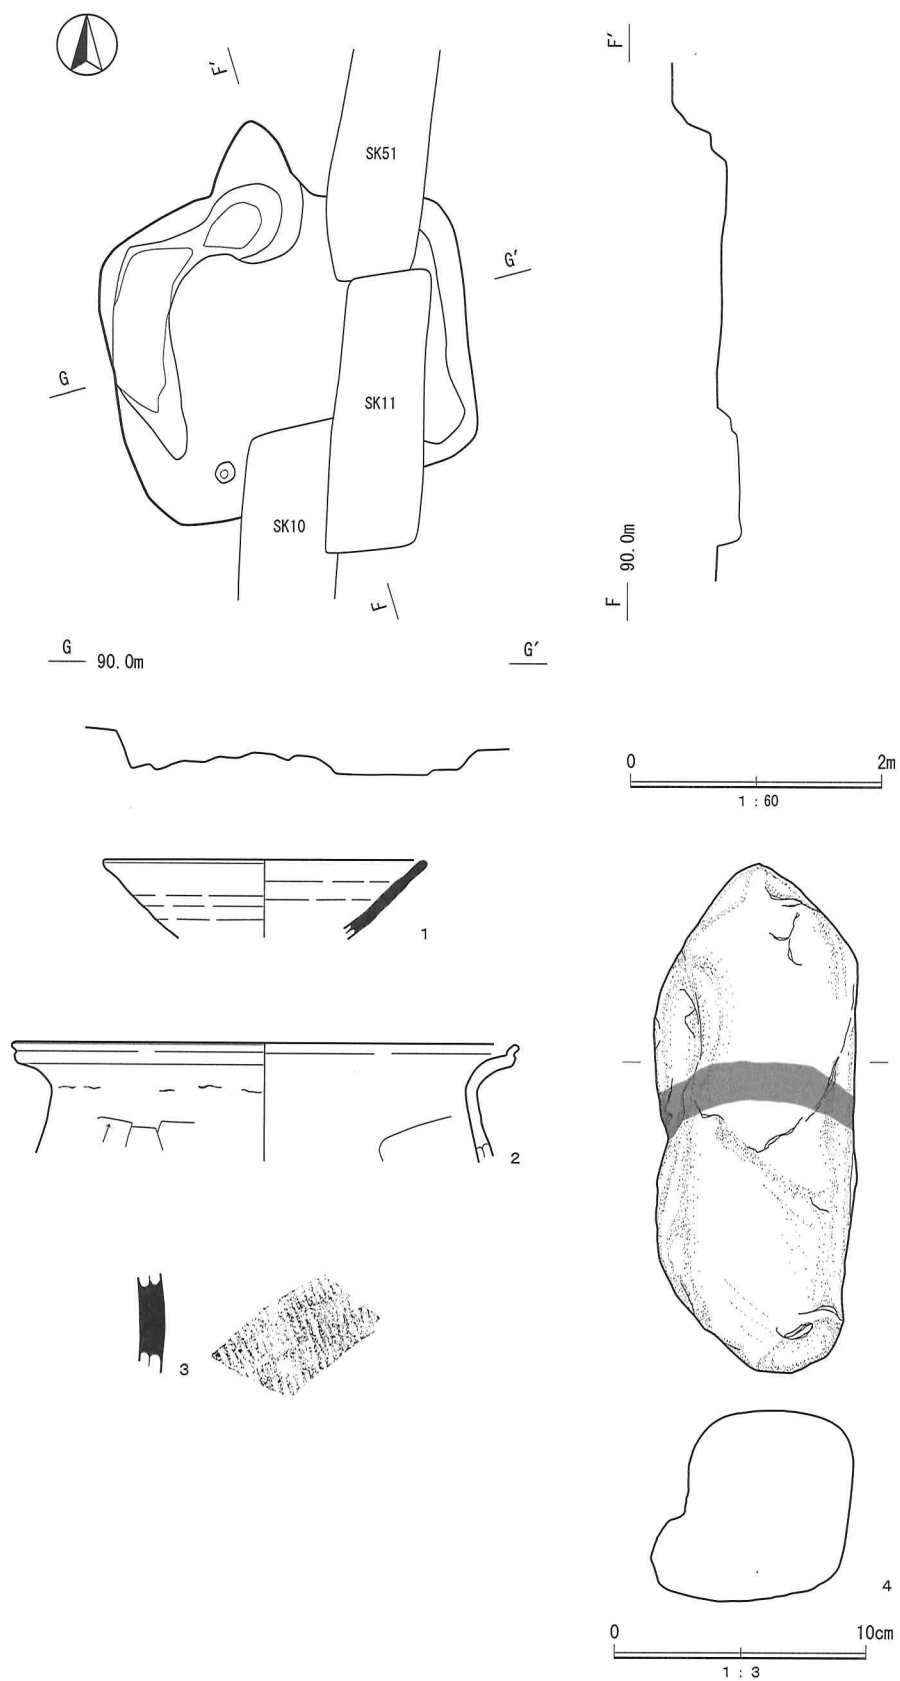 F′
F′
SK51
G′
G
SK11
SK10
F
F 90.0m
G 90.0m
G′
0 2m
1 : 60
1
2
3
4
0 10cm
1 : 3